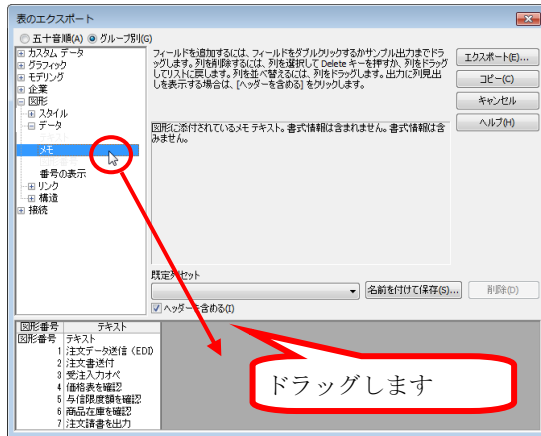 表のエクスポート
五十音順(A) グループ別(G)
カスタム データ
グラフィック
モデリング
企業
図形
スタイル
データ
メモ
番号の表示
リンク
構造
接続
フィールドを追加するには、フィールドをダブルクリックするかサンプル出力までドラ
ッグします。列を削除するには、列を選択して Delete キーを押すか、列をドラッグ
してリストに戻します。列を並べ替えるには、列をドラッグします。出力に列見出
しを表示する場合は、[ヘッダーを含める] をクリックします。
図形に添付されているメモ テキスト。書式情報は含まれません。書式情報は含
みません。
エクスポート(E)...
コピー(C)
キャンセル
ヘルプ(H)
既定列セット
名前を付けて保存(S)...
削除(D)
ヘッダーを含める(I)
図形番号 テキスト
図形番号 テキスト
1 注文データ送信 (EDD
2 注文書送付
3 受注入力オペ
4 価格表を確認
5 与信限度額を確認
6 商品在庫を確認
7 注文請書を出力
ドラッグします